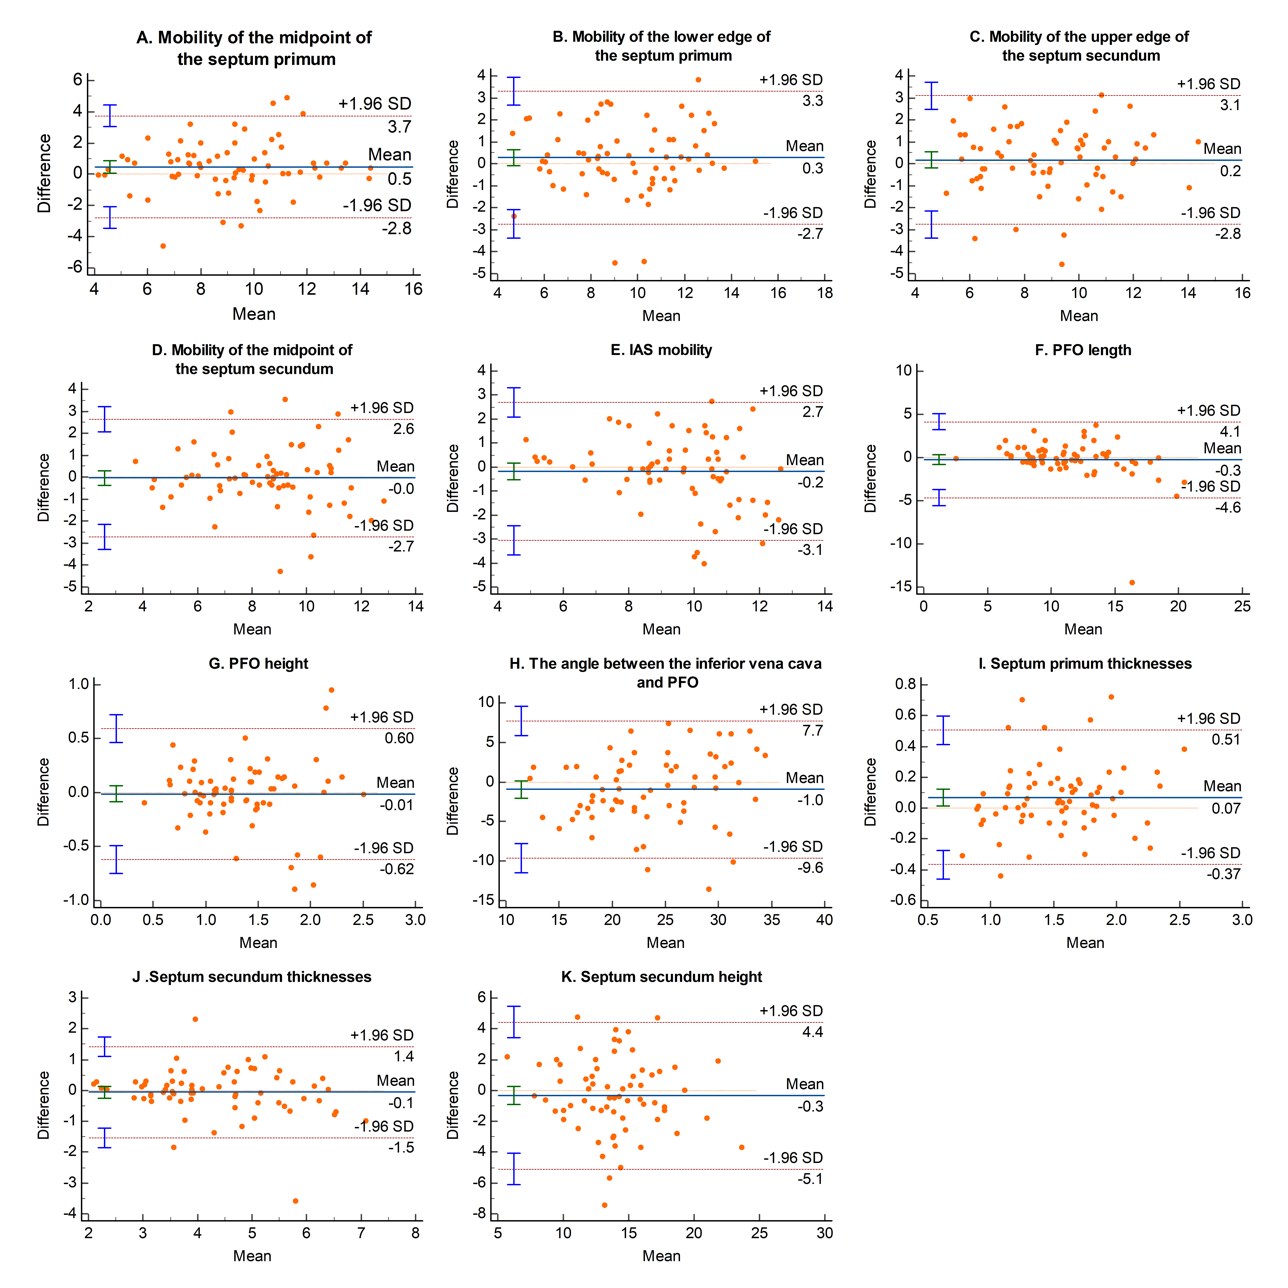 A. Mobility of the midpoint of
the septum primum
Difference
6
4
2
0
-2
-4
-6
+1.96 SD
3.7
Mean
0.5
-1.96 SD
-2.8
4 6 8 10 12 14 16
Mean
B. Mobility of the lower edge of
the septum primum
Difference
4
3
2
1
0
-1
-2
-3
-4
-5
+1.96 SD
3.3
Mean
0.3
-1.96 SD
-2.7
4 6 8 10 12 14 16 18
Mean
C. Mobility of the upper edge of
the septum secundum
Difference
4
3
2
1
0
-1
-2
-3
-4
-5
+1.96 SD
3.1
Mean
0.2
-1.96 SD
-2.8
4 6 8 10 12 14 16
Mean
D. Mobility of the midpoint of
the septum secundum
Difference
4
3
2
1
0
-1
-2
-3
-4
-5
+1.96 SD
2.6
Mean
-0.0
-1.96 SD
-2.7
2 4 6 8 10 12 14
Mean
E. IAS mobility
Difference
4
3
2
1
0
-1
-2
-3
-4
-5
+1.96 SD
2.7
Mean
-0.2
-1.96 SD
-3.1
4 6 8 10 12 14
Mean
F. PFO length
Difference
10
5
0
-5
-10
-15
+1.96 SD
4.1
Mean
-0.3
-1.96 SD
-4.6
0 5 10 15 20 25
Mean
G. PFO height
Difference
1.0
0.5
0.0
-0.5
-1.0
+1.96 SD
0.60
Mean
-0.01
-1.96 SD
-0.62
0.0 0.5 1.0 1.5 2.0 2.5 3.0
Mean
H. The angle between the inferior vena cava
and PFO
Difference
10
5
0
-5
-10
-15
+1.96 SD
7.7
Mean
-1.0
-1.96 SD
-9.6
10 15 20 25 30 35 40
Mean
I. Septum primum thicknesses
Difference
0.8
0.6
0.4
0.2
0.0
-0.2
-0.4
-0.6
+1.96 SD
0.51
Mean
0.07
-1.96 SD
-0.37
0.5 1.0 1.5 2.0 2.5 3.0
Mean
J .Septum secundum thicknesses
Difference
3
2
1
0
-1
-2
-3
-4
+1.96 SD
1.4
Mean
-0.1
-1.96 SD
-1.5
2 3 4 5 6 7 8
Mean
K. Septum secundum height
Difference
6
4
2
0
-2
-4
-6
-8
+1.96 SD
4.4
Mean
-0.3
-1.96 SD
-5.1
5 10 15 20 25 30
Mean